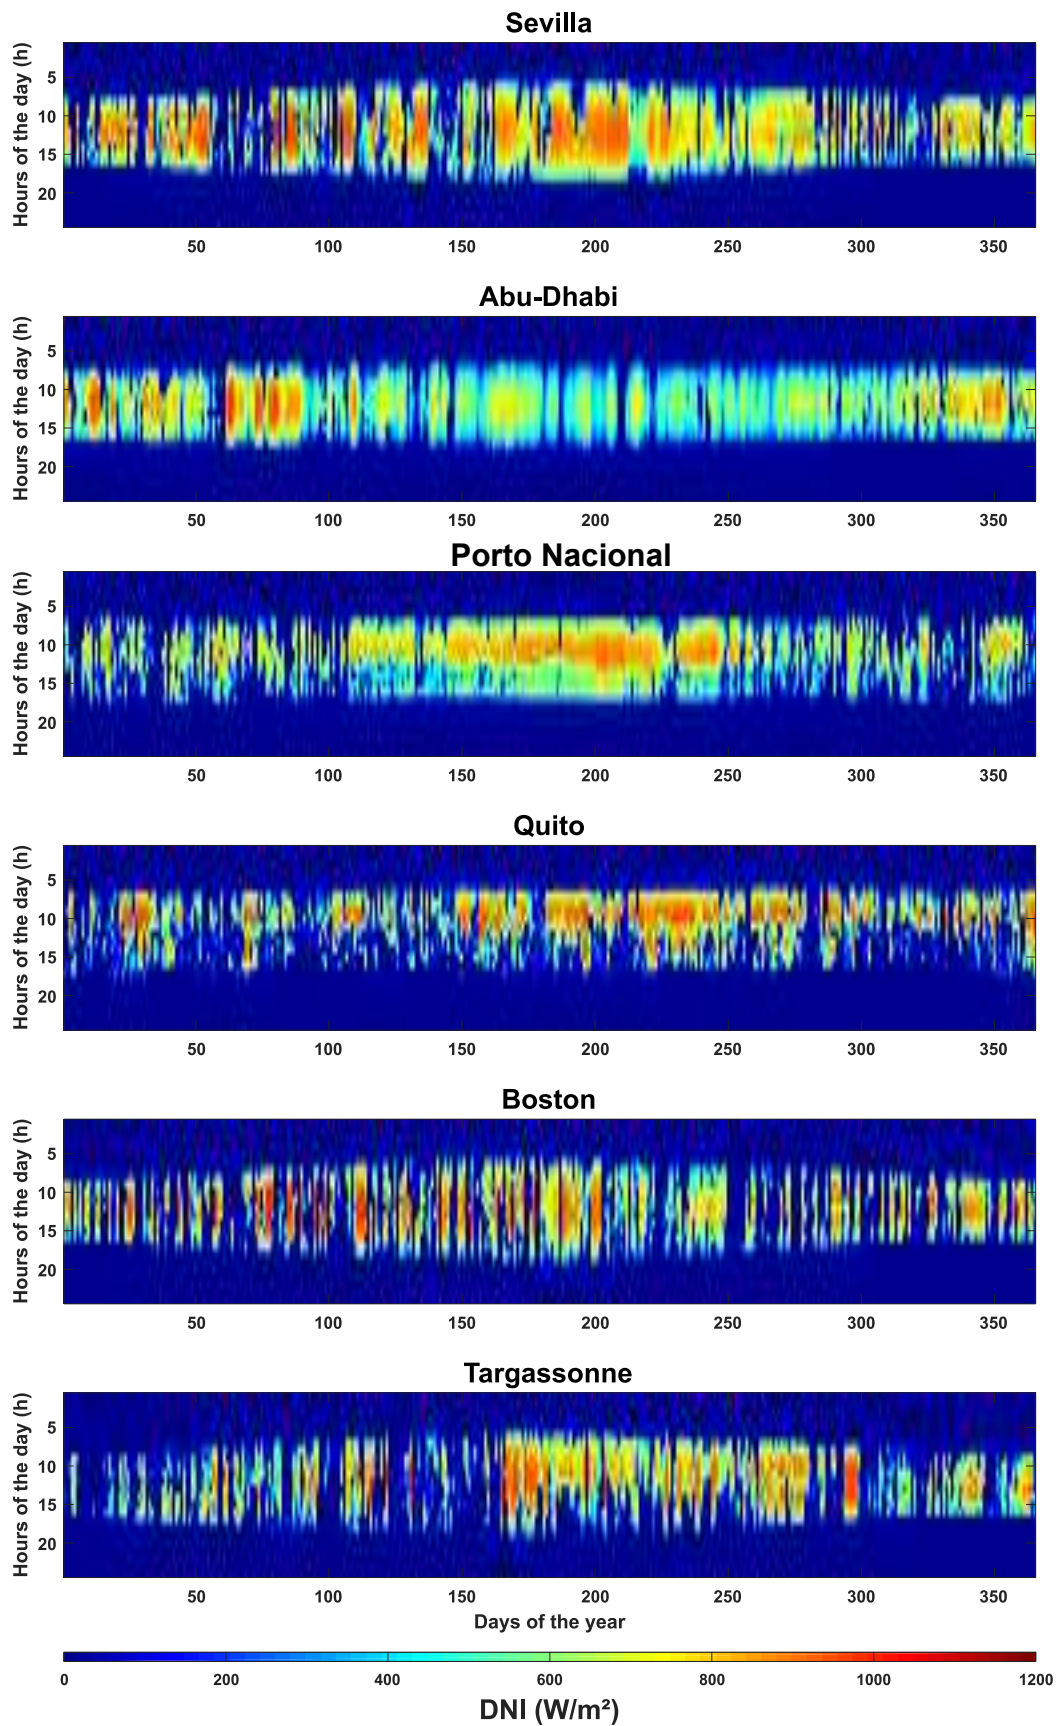 Sevilla
Hours of the day (h)
5
10
15
20
50 100 150 200 250 300 350
Abu-Dhabi
Hours of the day (h)
5
10
15
20
50 100 150 200 250 300 350
Porto Nacional
Hours of the day (h)
5
10
15
20
50 100 150 200 250 300 350
Quito
Hours of the day (h)
5
10
15
20
50 100 150 200 250 300 350
Boston
Hours of the day (h)
5
10
15
20
50 100 150 200 250 300 350
Targassonne
Hours of the day (h)
5
10
15
20
50 100 150 200 250 300 350
Days of the year
0 200 400 600 800 1000 1200
DNI (W/m²)